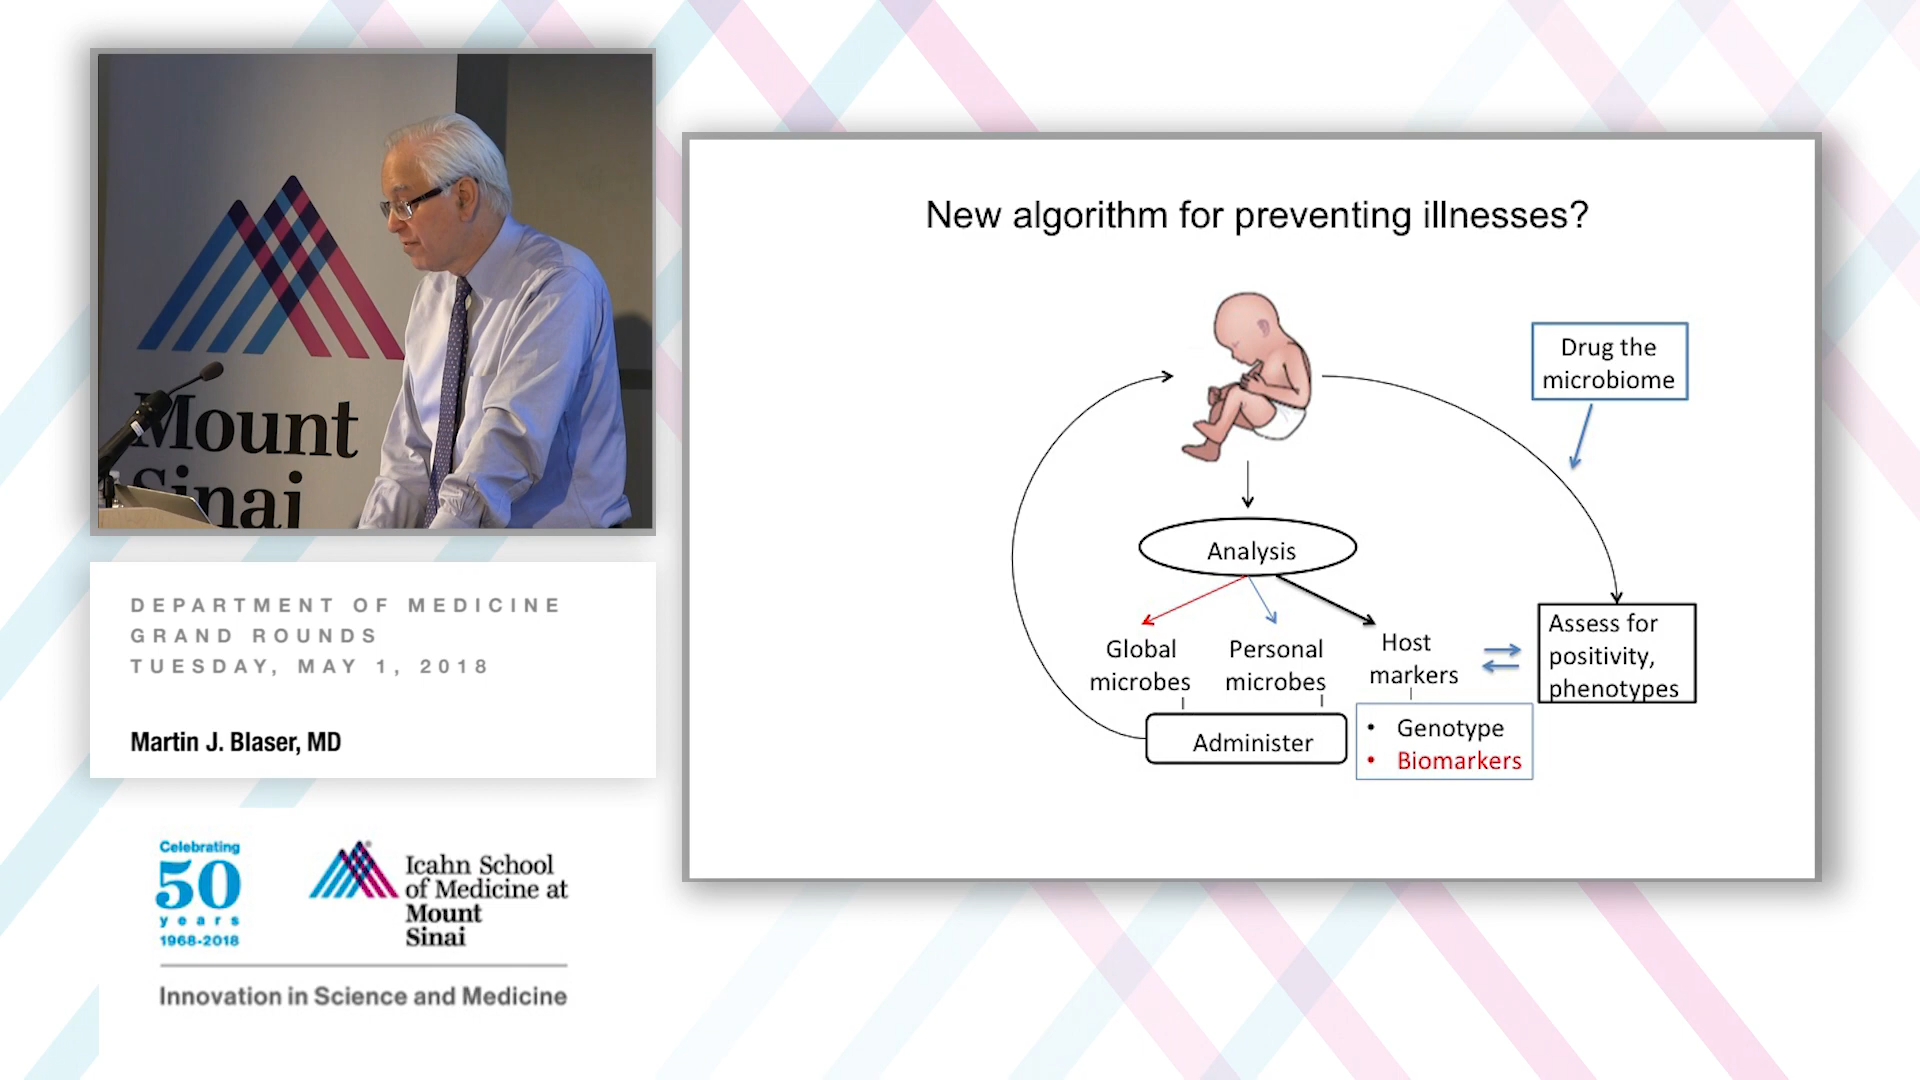 Mount
Sinai
DEPARTMENT OF MEDICINE
GRAND ROUNDS
TUESDAY, MAY 1, 2018
Martin J. Blaser, MD
Celebrating
50
years
1968-2018
Icahn School
of Medicine at
Mount
Sinai
Innovation in Science and Medicine
New algorithm for preventing illnesses?
Drug the
microbiome
Analysis
Global
microbes
Personal
microbes
Host
markers
Assess for
positivity,
phenotypes
Administer
• Genotype
• Biomarkers